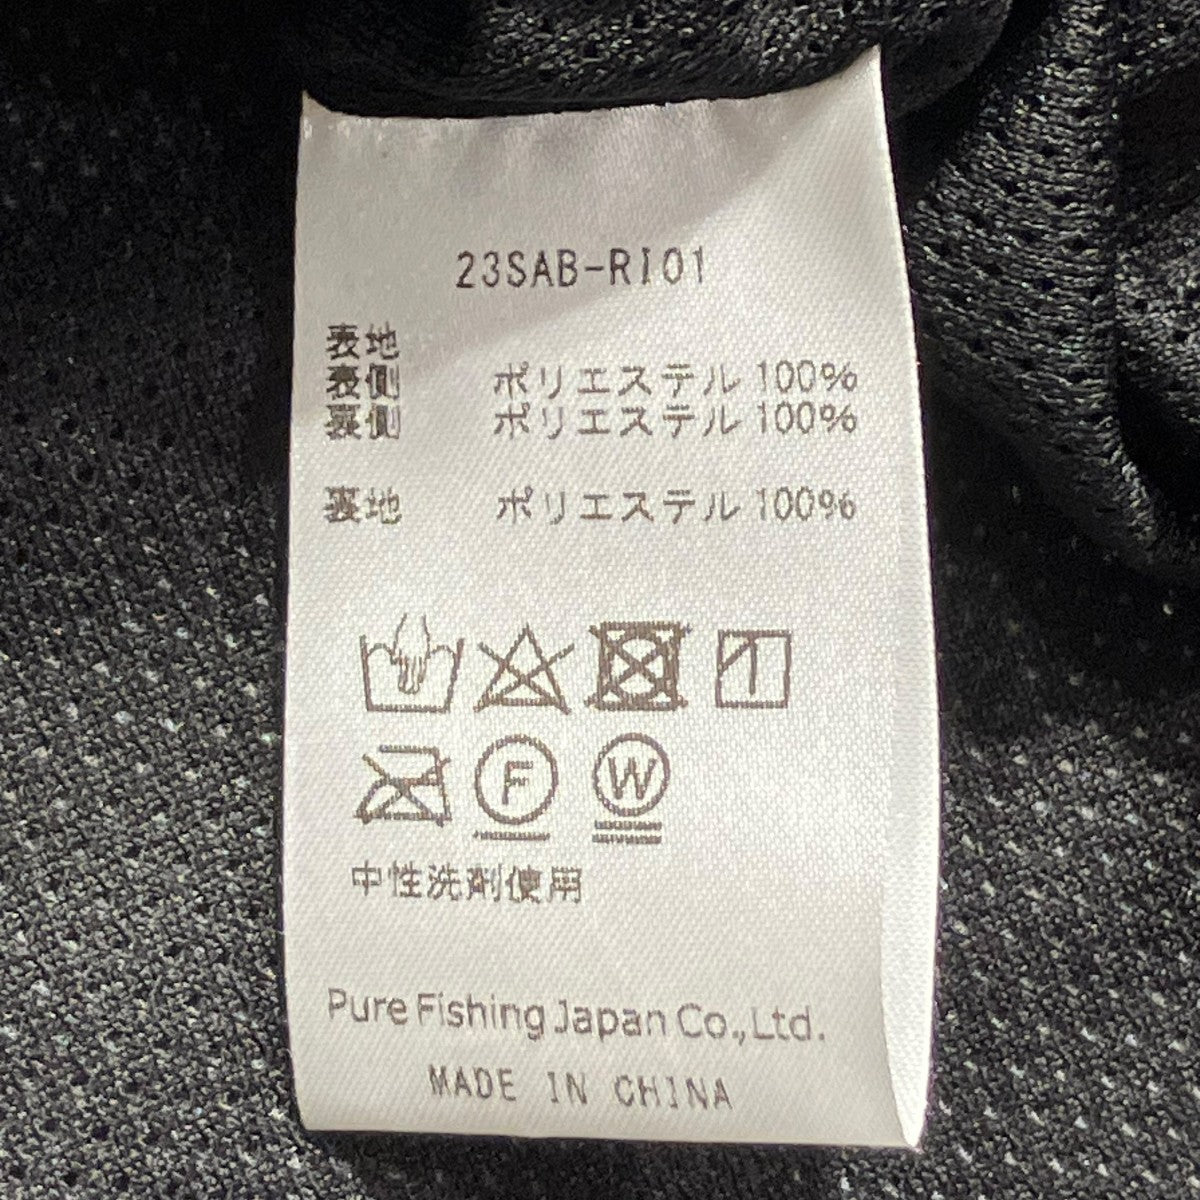 23SAB-RI01
表地
表側 ポリエステル 100%
裏側 ポリエステル 100%
裏地 ポリエステル 100%
F
W
中性洗剤使用
Pure Fishing Japan Co.,Ltd.
MADE IN CHINA